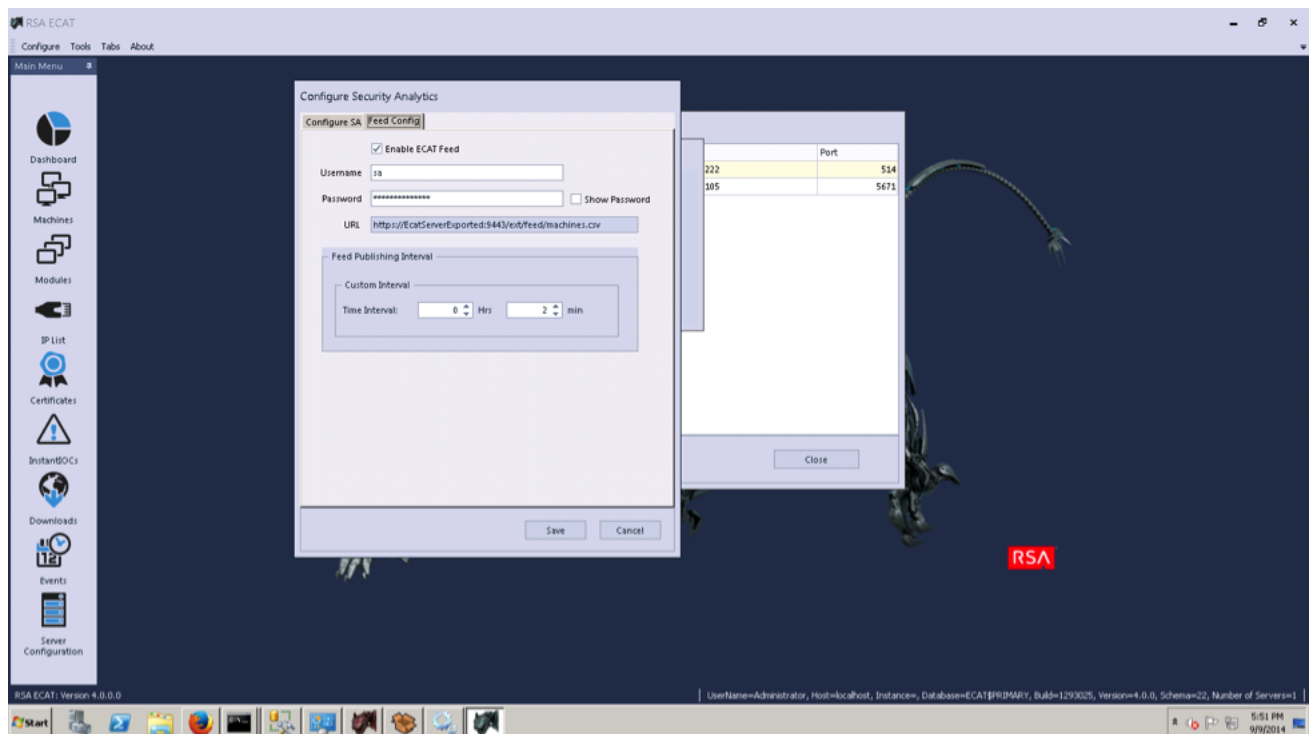 RSA ECAT
Configure Tools Tabs About
Main Menu
Dashboard
Machines
Modules
IP List
Certificates
InstantIOCs
Downloads
Events
12
Server
Configuration
Configure Security Analytics
Configure SA Feed Config
Enable ECAT Feed
Username sa
Password **************
Show Password
URL https://EcatServerExported:9443/ext/feed/machines.csv
Feed Publishing Interval
Custom Interval
Time Interval: 0 Hrs 2 min
Save Cancel
Port
222 514
105 5671
Close
RSA
RSA ECAT: Version 4.0.0.0
UserName=Administrator, Host=localhost, Instance=, Database=ECAT$PRIMARY, Build=1293025, Version=4.0.0, Schema=22, Number of Servers=1
Start
5:51 PM
9/9/2014